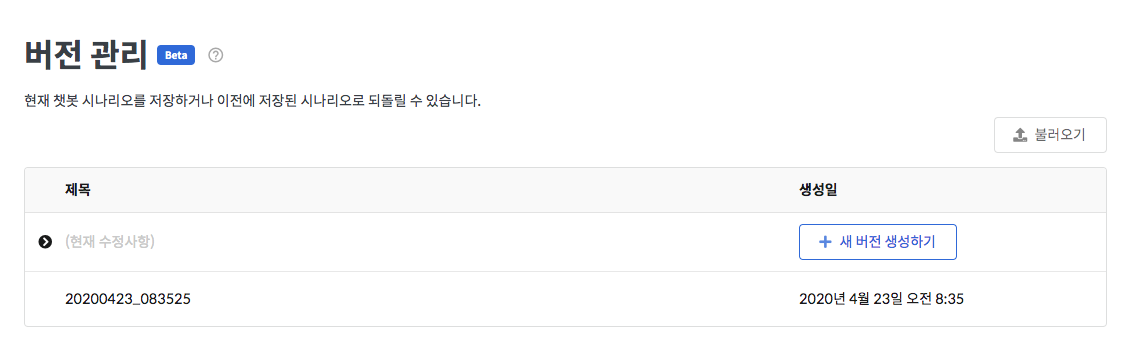 버전 관리 Beta ?
현재 챗봇 시나리오를 저장하거나 이전에 저장된 시나리오로 되돌릴 수 있습니다.
불러오기
제목 생성일
(현재 수정사항) + 새 버전 생성하기
20200423_083525 2020년 4월 23일 오전 8:35